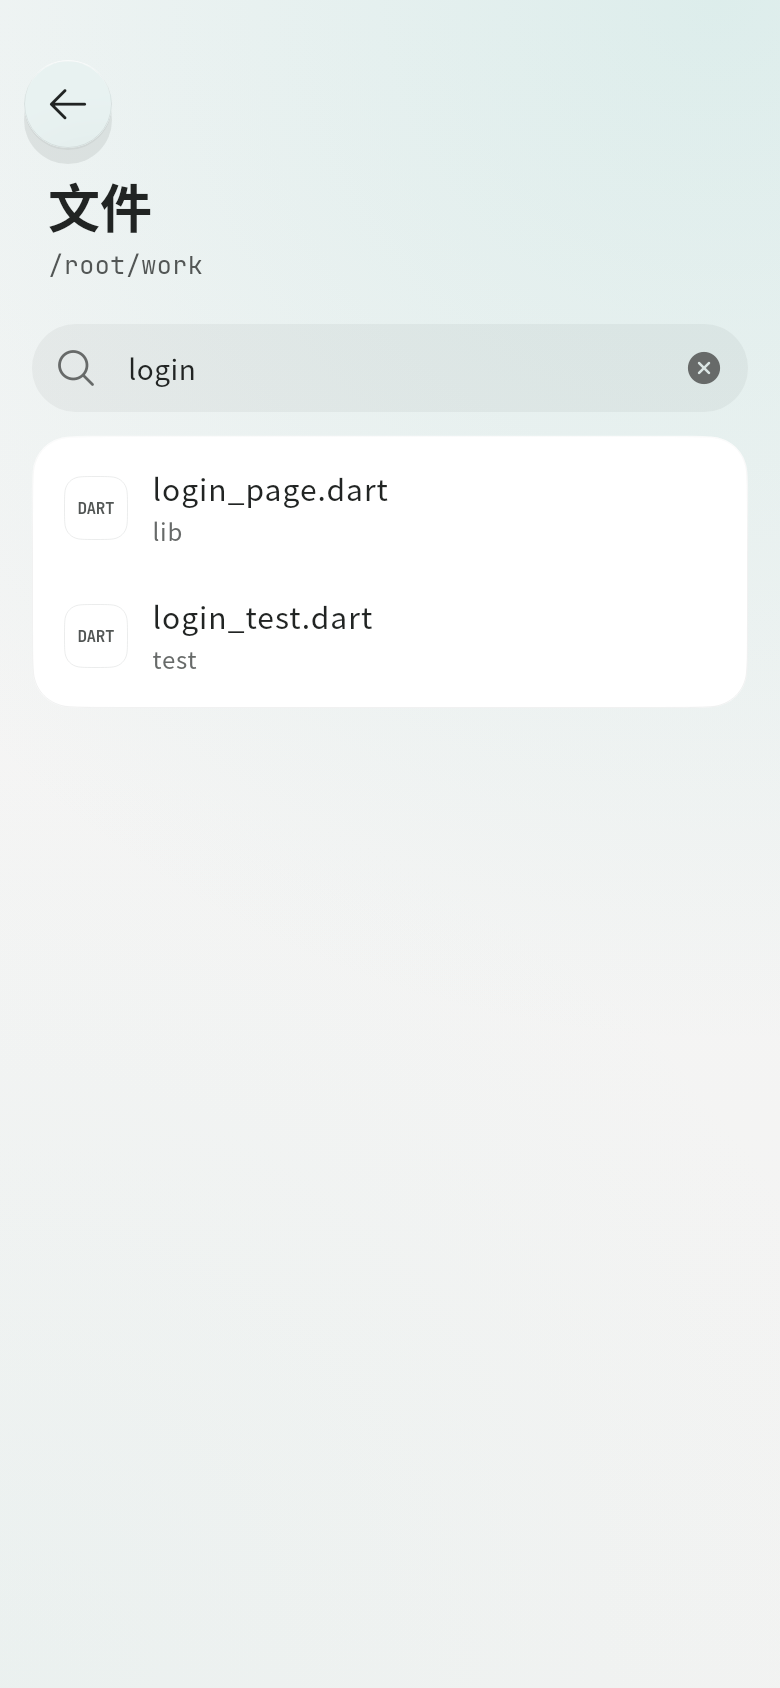 文件
/root/work
login
DART
login_page.dart
lib
DART
login_test.dart
test